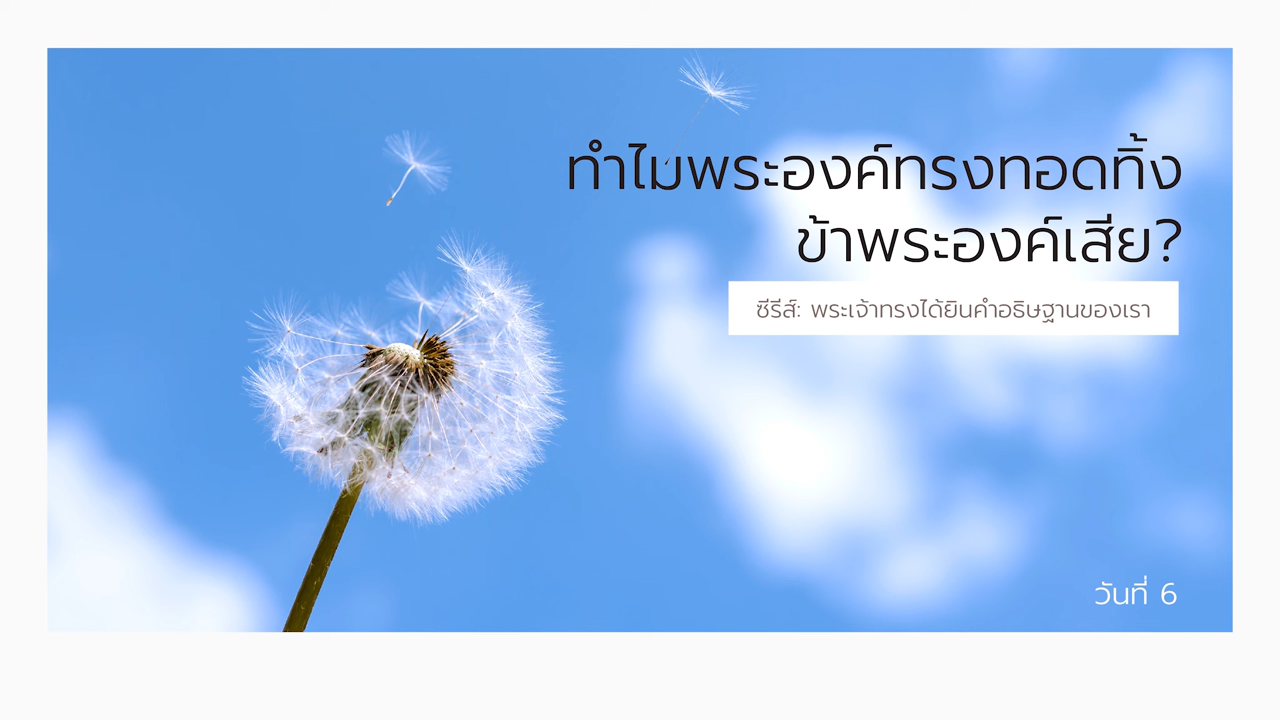 ทำไมพระองค์ทรงทอดทิ้ง
ข้าพระองค์เสีย?
ซีรีส์: พระเจ้าทรงได้ยินคำอธิษฐานของเรา
วันที่ 6